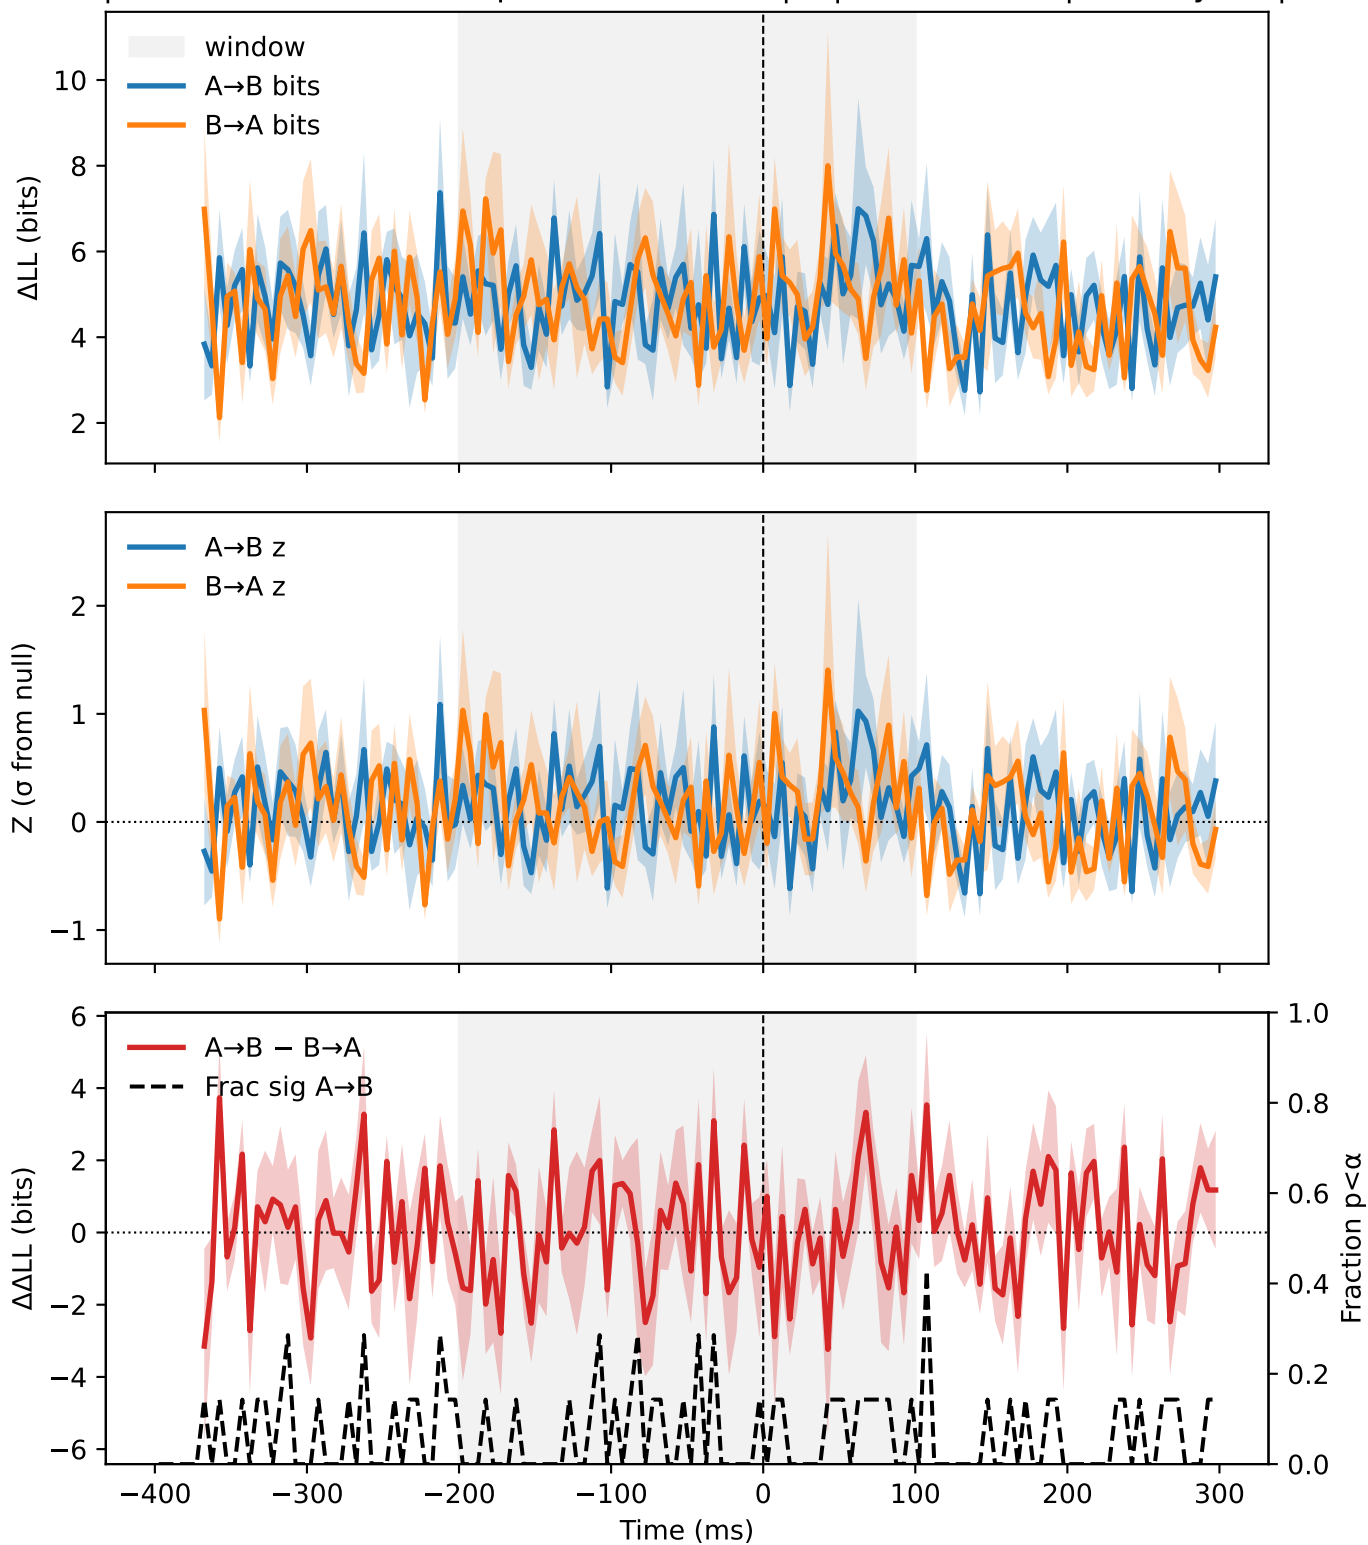 window
A→B bits
B→A bits
ΔLL (bits)
10
8
6
4
2
A→B z
B→A z
Z (σ from null)
2
1
0
−1
A→B − B→A
Frac sig A→B
ΔΔLL (bits)
6
4
2
0
−2
−4
−6
1.0
0.8
0.6
0.4
0.2
0.0
Fraction p<α
−400
−300
−200
−100
0
100
200
300
Time (ms)